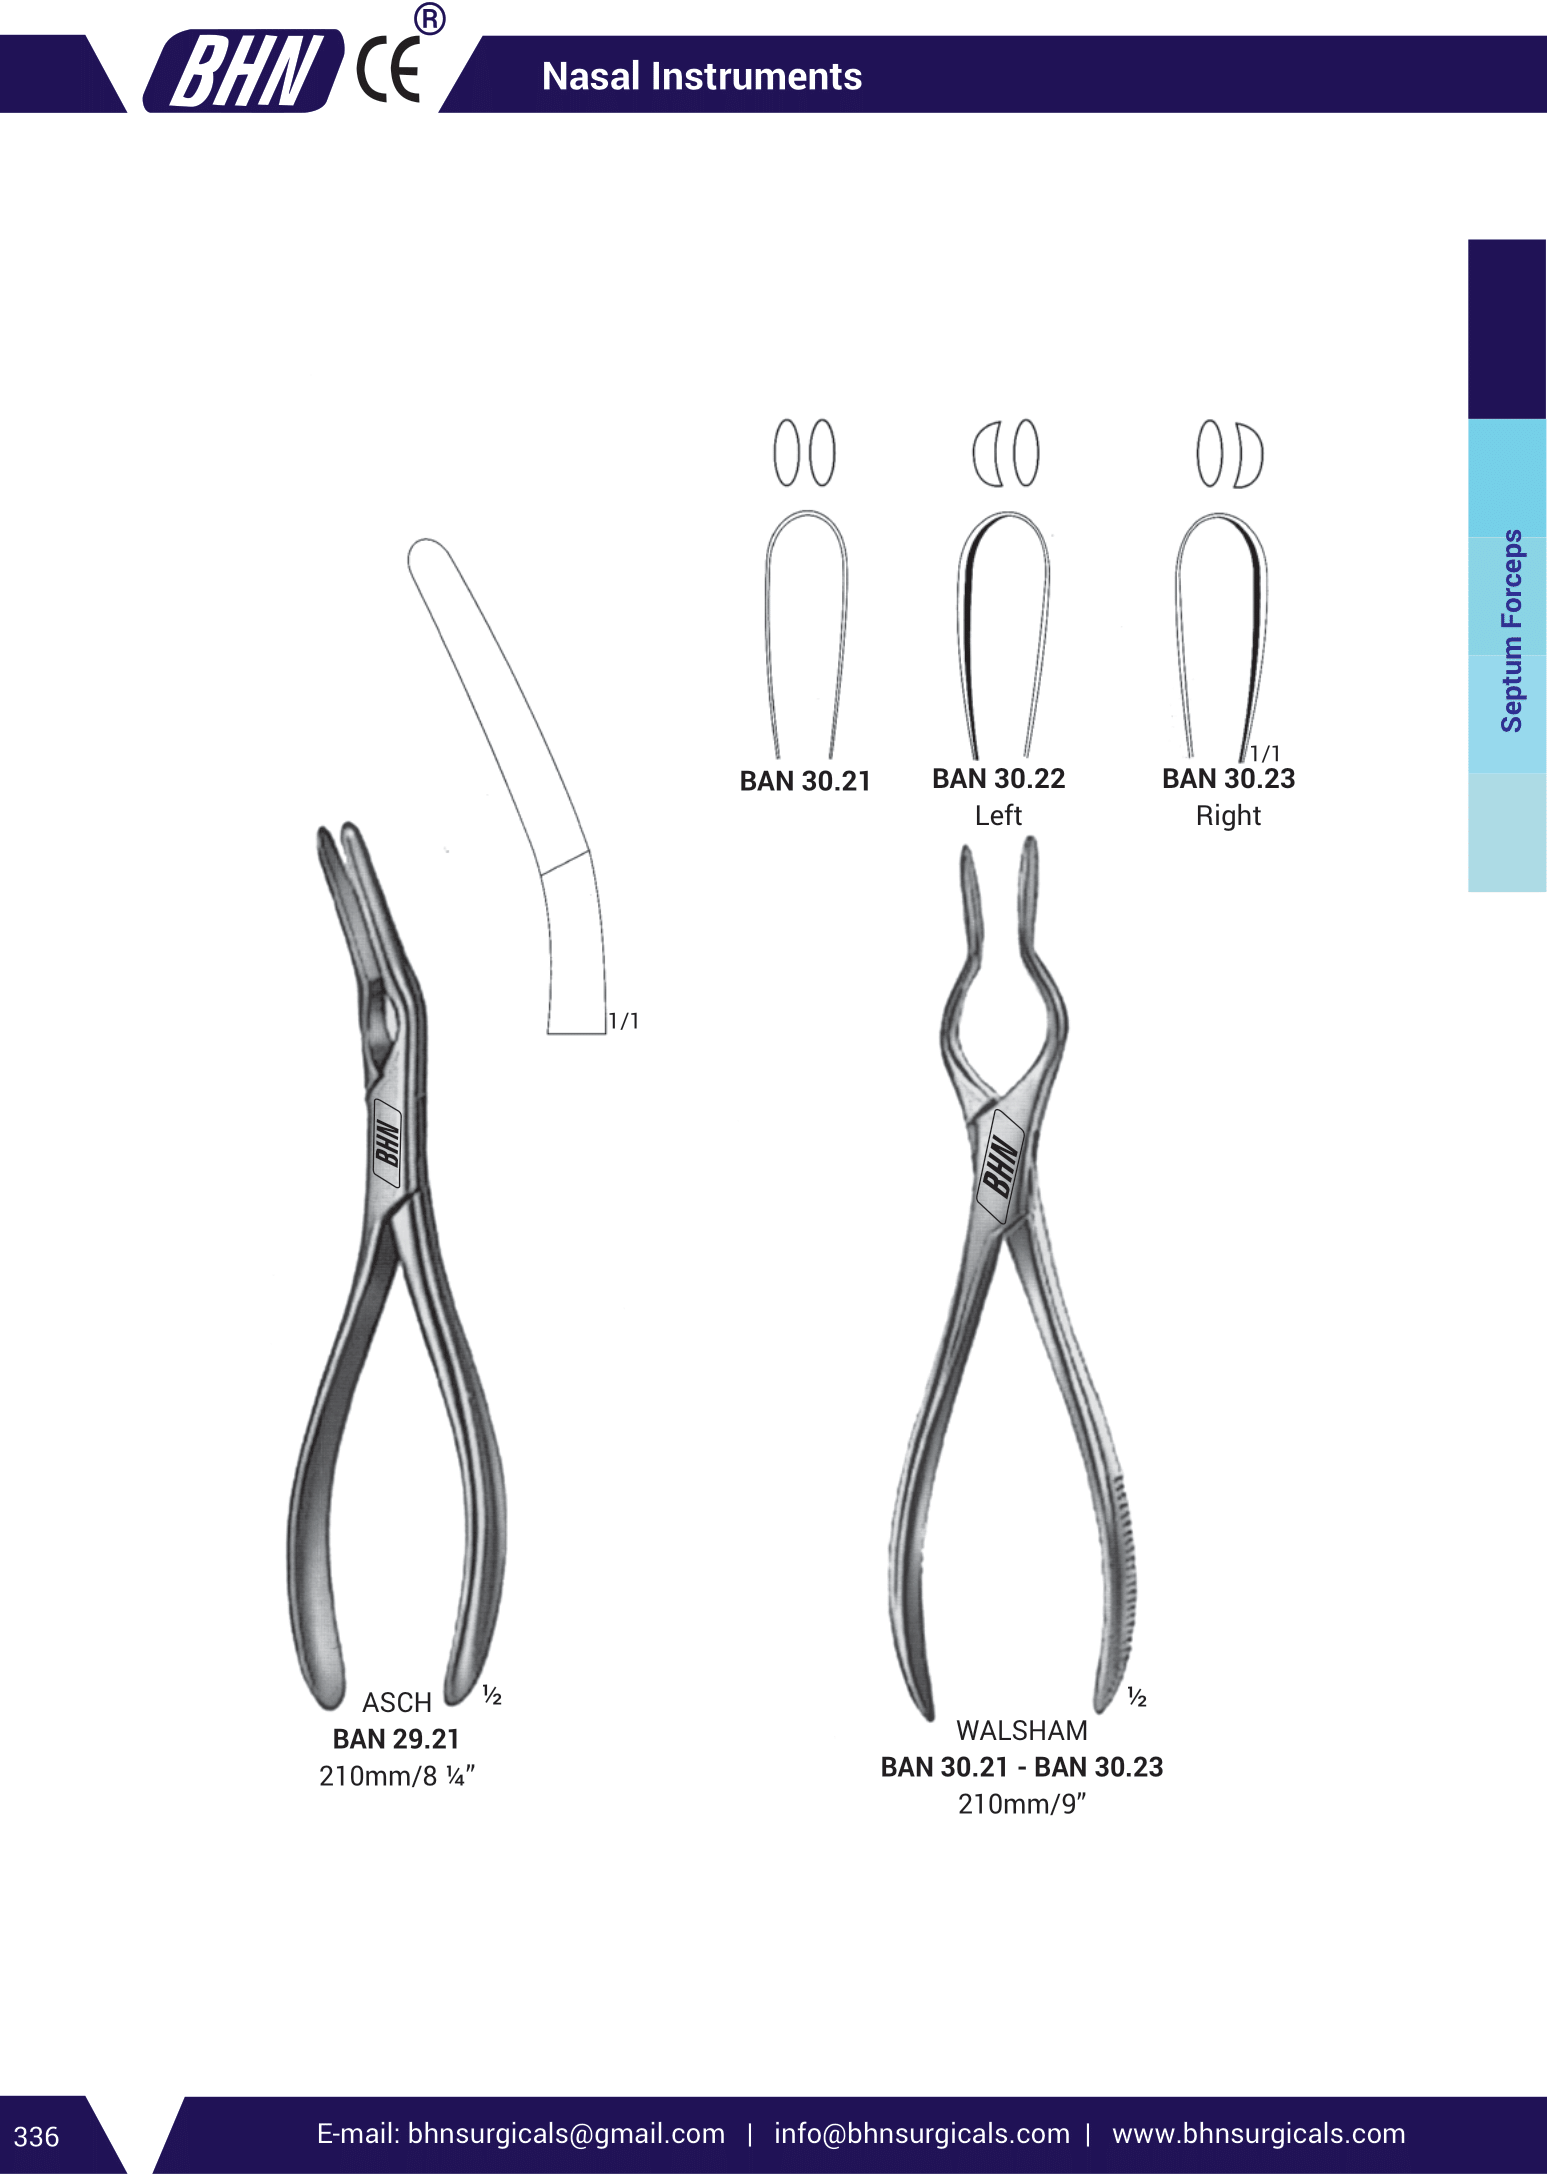 BHN CE ®
Nasal Instruments
Septum Forceps
1/1
BAN 30.21
BAN 30.22
BAN 30.23
Left
Right
1/1
BHN
BHN
½
ASCH
BAN 29.21
210mm/8 ¼”
½
WALSHAM
BAN 30.21 - BAN 30.23
210mm/9”
336
E-mail: bhnsurgicals@gmail.com | info@bhnsurgicals.com | www.bhnsurgicals.com